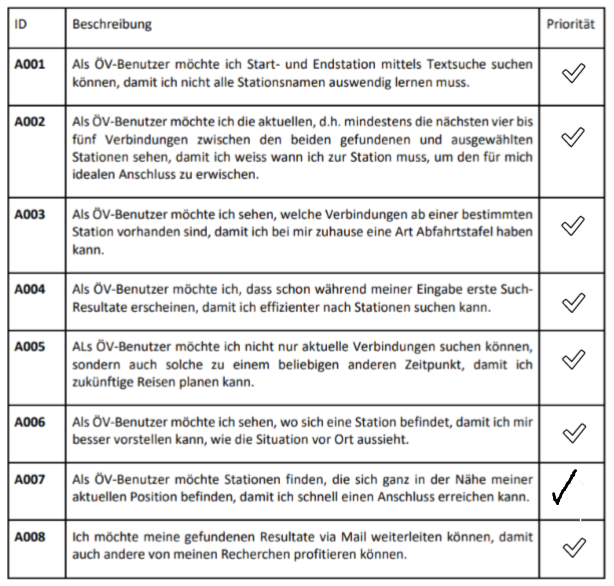 ID Beschreibung Priorität
A001 Als ÖV-Benutzer möchte ich Start- und Endstation mittels Textsuche suchen
können, damit ich nicht alle Stationsnamen auswendig lernen muss.
A002 Als ÖV-Benutzer möchte ich die aktuellen, d.h. mindestens die nächsten vier bis
fünf Verbindungen zwischen den beiden gefundenen und ausgewählten
Stationen sehen, damit ich weiss wann ich zur Station muss, um den für mich
idealen Anschluss zu erwischen.
A003 Als ÖV-Benutzer möchte ich sehen, welche Verbindungen ab einer bestimmten
Station vorhanden sind, damit ich bei mir zuhause eine Art Abfahrtstafel haben
kann.
A004 Als ÖV-Benutzer möchte ich, dass schon während meiner Eingabe erste Such-
Resultate erscheinen, damit ich effizienter nach Stationen suchen kann.
A005 ALs ÖV-Benutzer möchte ich nicht nur aktuelle Verbindungen suchen können,
sondern auch solche zu einem beliebigen anderen Zeitpunkt, damit ich
zukünftige Reisen planen kann.
A006 Als ÖV-Benutzer möchte ich sehen, wo sich eine Station befindet, damit ich mir
besser vorstellen kann, wie die Situation vor Ort aussieht.
A007 Als ÖV-Benutzer möchte Stationen finden, die sich ganz in der Nähe meiner
aktuellen Position befinden, damit ich schnell einen Anschluss erreichen kann.
A008 Ich möchte meine gefundenen Resultate via Mail weiterleiten können, damit
auch andere von meinen Recherchen profitieren können.